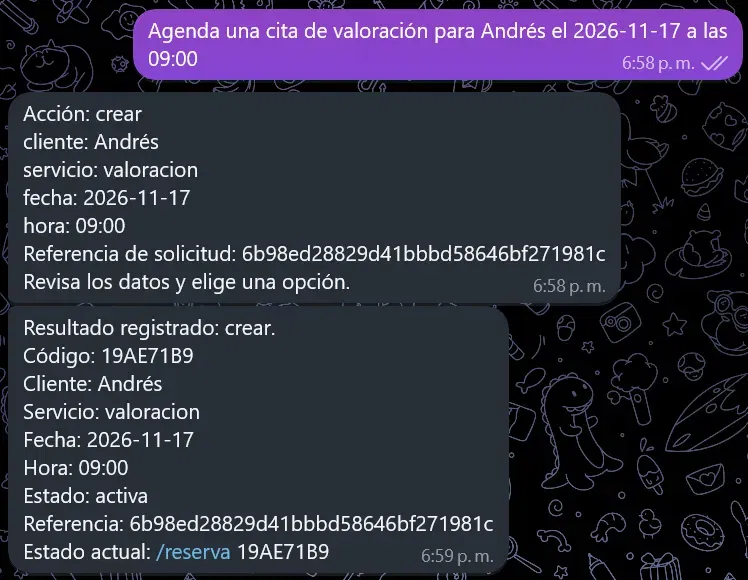 Agenda una cita de valoración para Andrés el 2026-11-17 a las
09:00
6:58 p. m.
Acción: crear
cliente: Andrés
servicio: valoracion
fecha: 2026-11-17
hora: 09:00
Referencia de solicitud: 6b98ed28829d41bbbd58646bf271981c
Revisa los datos y elige una opción.
6:58 p. m.
Resultado registrado: crear.
Código: 19AE71B9
Cliente: Andrés
Servicio: valoracion
Fecha: 2026-11-17
Hora: 09:00
Estado: activa
Referencia: 6b98ed28829d41bbbd58646bf271981c
Estado actual: /reserva 19AE71B9
6:59 p. m.